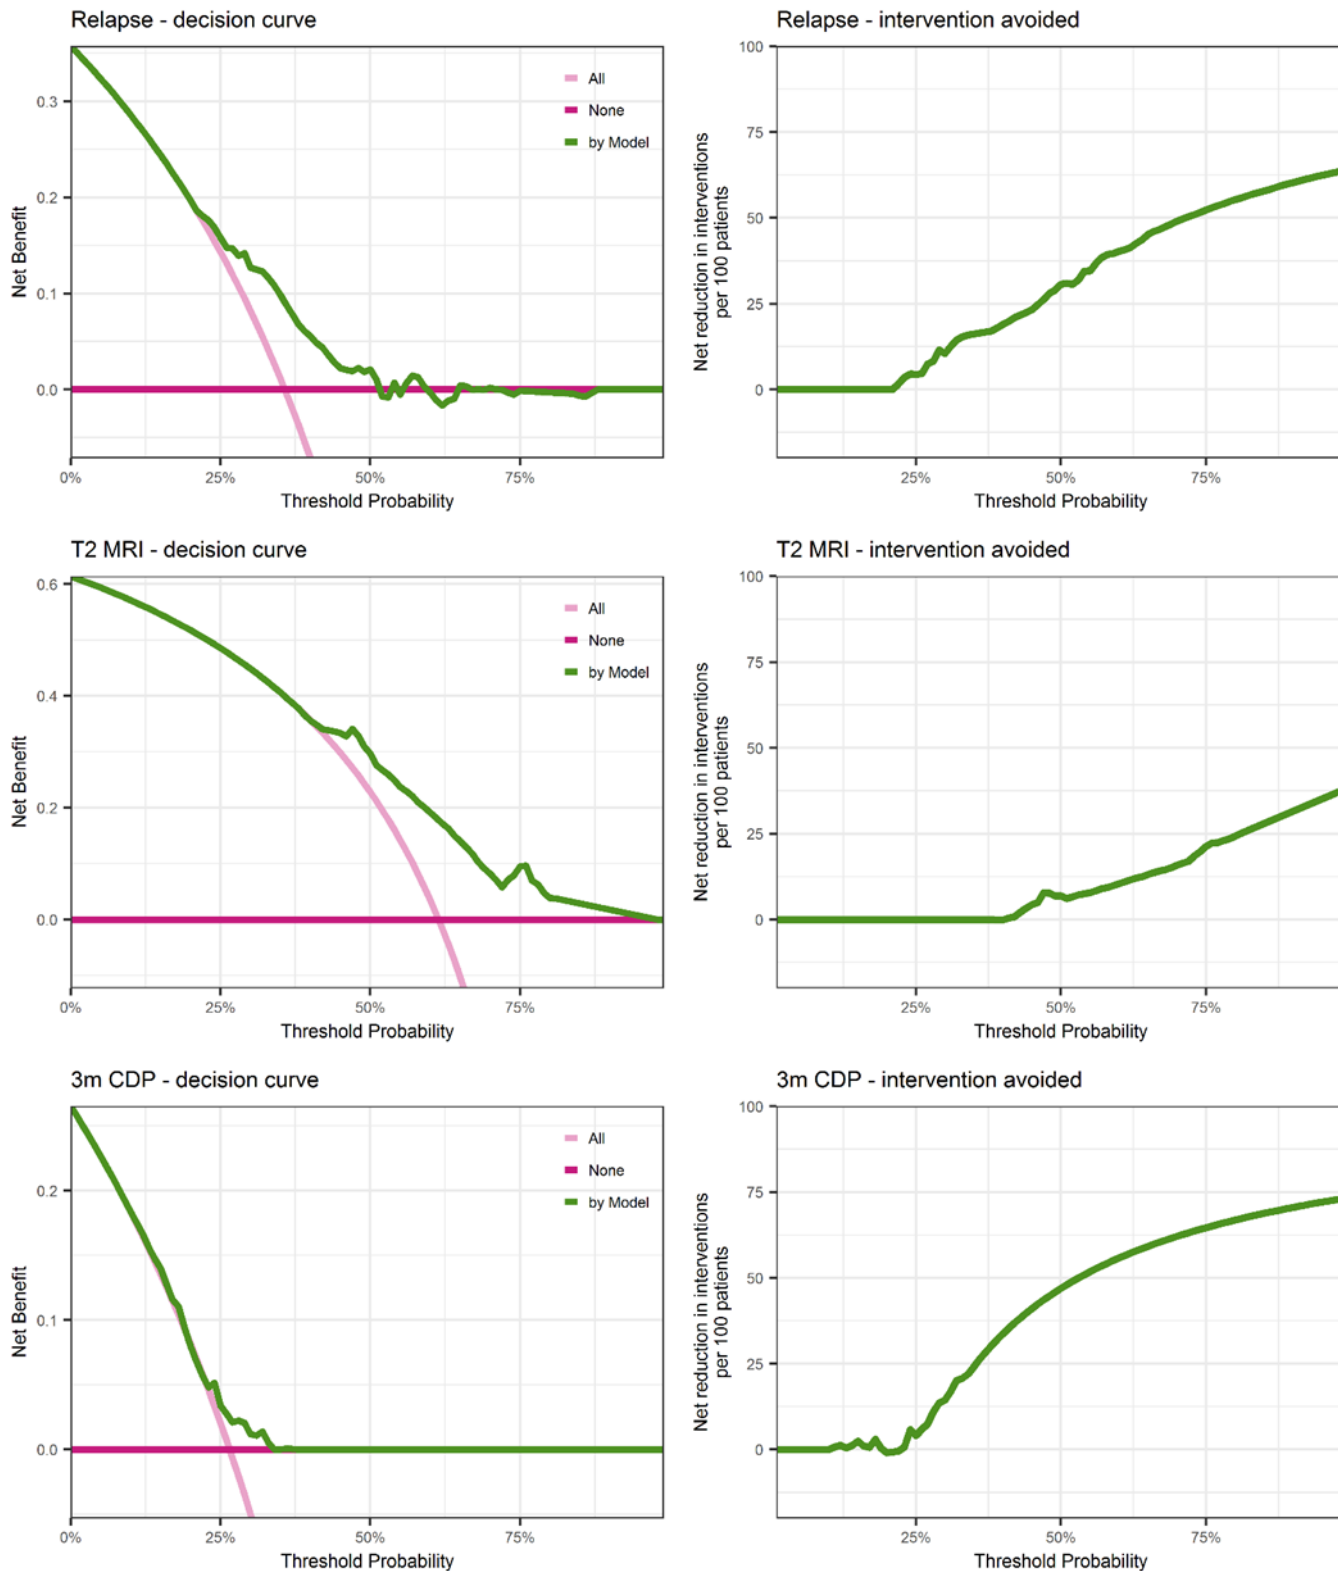 Relapse - decision curve
Net Benefit
0.3
0.2
0.1
0.0
All
None
by Model
0%
25%
50%
75%
Threshold Probability
Relapse - intervention avoided
Net reduction in interventions
per 100 patients
100
75
50
25
0
25%
50%
75%
Threshold Probability
T2 MRI - decision curve
Net Benefit
0.6
0.4
0.2
0.0
All
None
by Model
0%
25%
50%
75%
Threshold Probability
T2 MRI - intervention avoided
Net reduction in interventions
per 100 patients
100
75
50
25
0
25%
50%
75%
Threshold Probability
3m CDP - decision curve
Net Benefit
0.2
0.1
0.0
All
None
by Model
0%
25%
50%
75%
Threshold Probability
3m CDP - intervention avoided
Net reduction in interventions
per 100 patients
100
75
50
25
0
25%
50%
75%
Threshold Probability